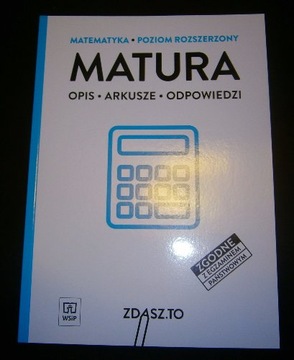 MATEMATYKA • POZIOM ROZSZERZONY
MATURA
OPIS • ARKUSZE • ODPOWIEDZI
ZGODNE
Z EGZAMINEM
PAŃSTWOWYM
WSiP
ZDASZ.TO